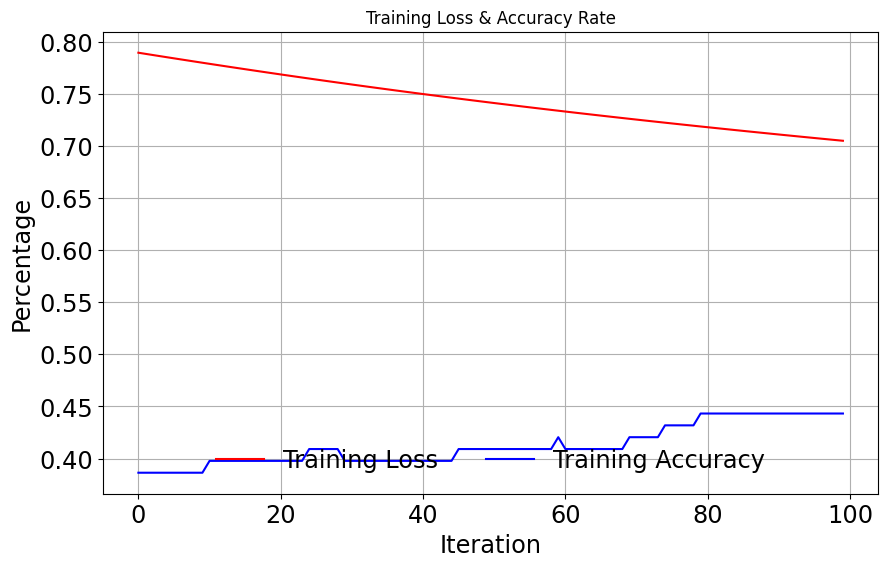 Training Loss & Accuracy Rate
0.80
0.75
0.70
0.65
0.60
0.55
0.50
0.45
0.40
Percentage
Training Loss Training Accuracy
0 20 40 60 80 100
Iteration